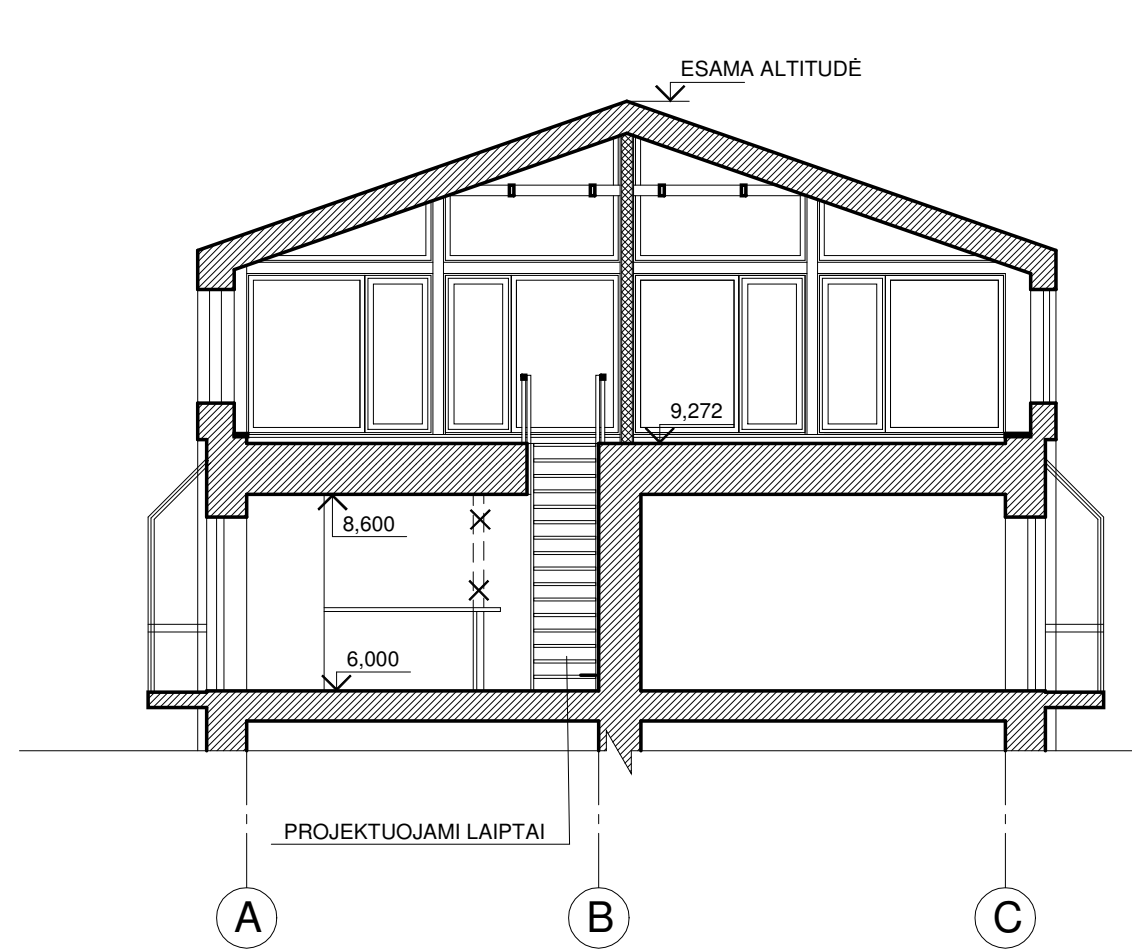 ESAMA ALTITUDĖ
9,272
8,600
6,000
PROJEKTUOJAMI LAIPTAI
A
B
C